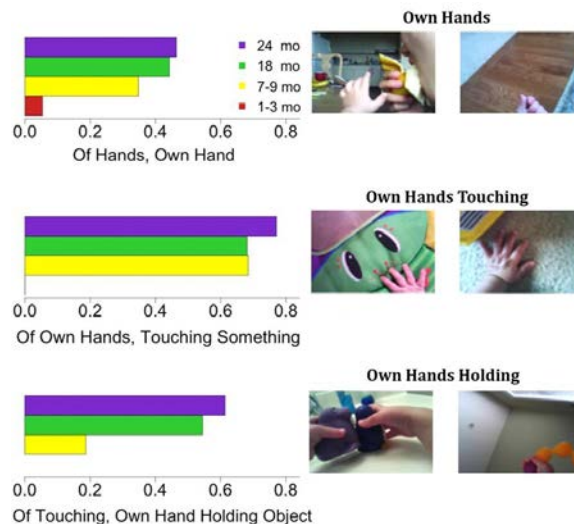 Own Hands
24 mo
18 mo
7-9 mo
1-3 mo
0.0 0.2 0.4 0.6 0.8
Of Hands, Own Hand
Own Hands Touching
0.0 0.2 0.4 0.6 0.8
Of Own Hands, Touching Something
Own Hands Holding
0.0 0.2 0.4 0.6 0.8
Of Touching, Own Hand Holding Object